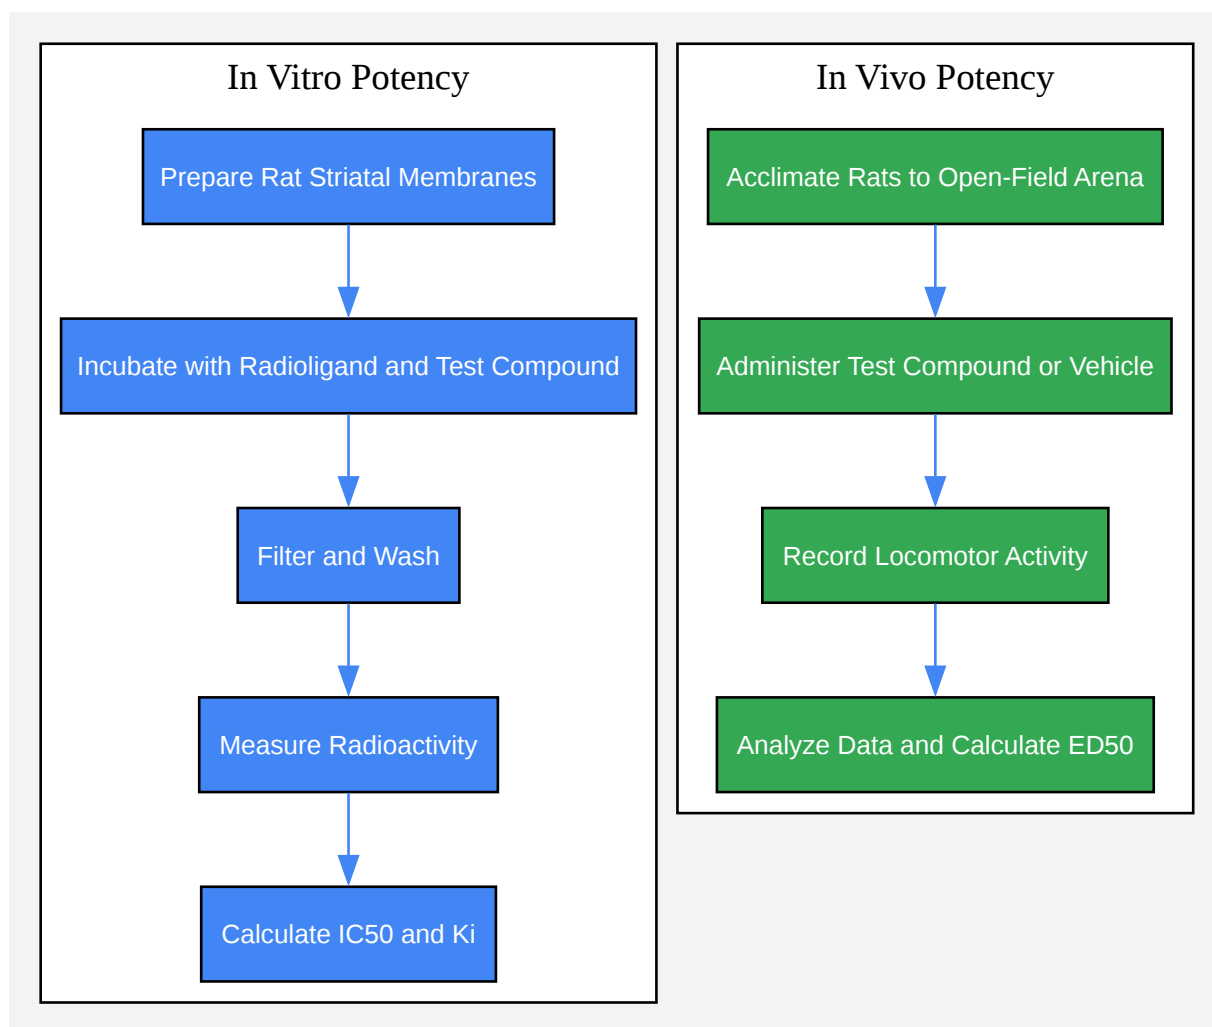 In Vitro Potency
Prepare Rat Striatal Membranes
Incubate with Radioligand and Test Compound
Filter and Wash
Measure Radioactivity
Calculate IC50 and Ki
In Vivo Potency
Acclimate Rats to Open-Field Arena
Administer Test Compound or Vehicle
Record Locomotor Activity
Analyze Data and Calculate ED50